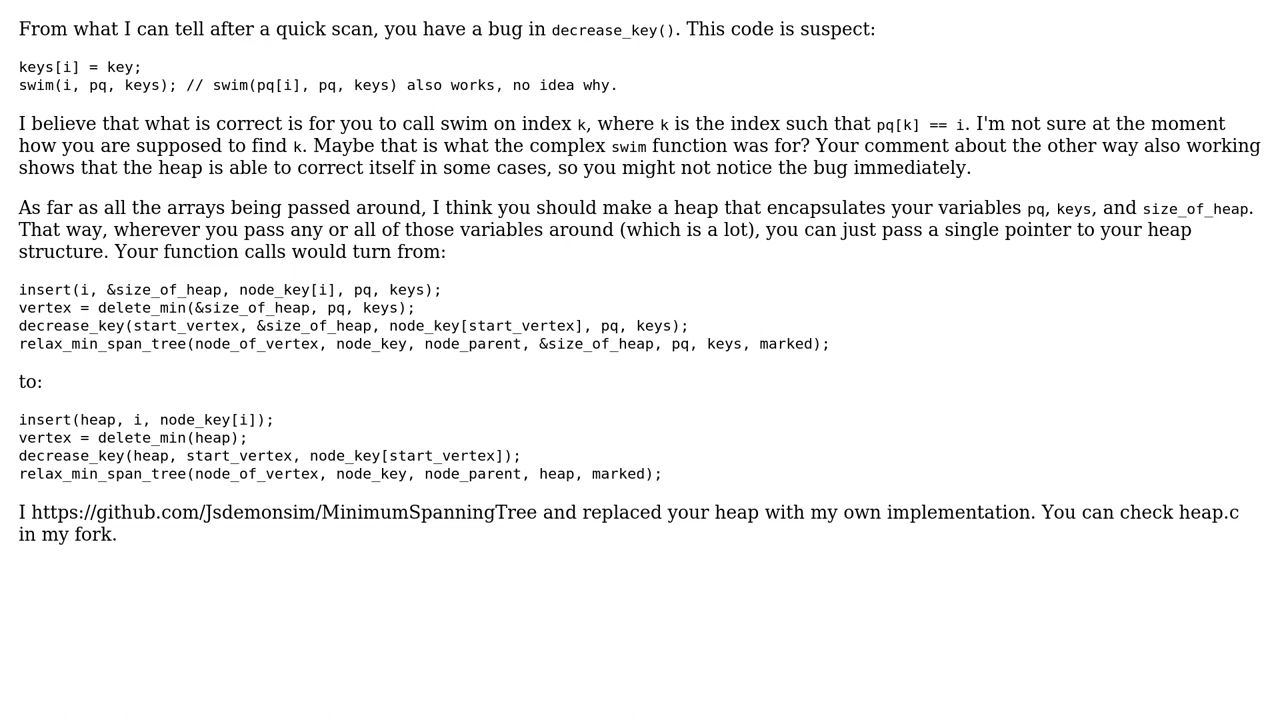 From what I can tell after a quick scan, you have a bug in decrease_key(). This code is suspect:
keys[i] = key;
swim(i, pq, keys); // swim(pq[i], pq, keys) also works, no idea why.
I believe that what is correct is for you to call swim on index k, where k is the index such that pq[k] == i. I'm not sure at the moment
how you are supposed to find k. Maybe that is what the complex swim function was for? Your comment about the other way also working
shows that the heap is able to correct itself in some cases, so you might not notice the bug immediately.
As far as all the arrays being passed around, I think you should make a heap that encapsulates your variables pq, keys, and size_of_heap.
That way, wherever you pass any or all of those variables around (which is a lot), you can just pass a single pointer to your heap
structure. Your function calls would turn from:
insert(i, &size_of_heap, node_key[i], pq, keys);
vertex = delete_min(&size_of_heap, pq, keys);
decrease_key(start_vertex, &size_of_heap, node_key[start_vertex], pq, keys);
relax_min_span_tree(node_of_vertex, node_key, node_parent, &size_of_heap, pq, keys, marked);
to:
insert(heap, i, node_key[i]);
vertex = delete_min(heap);
decrease_key(heap, start_vertex, node_key[start_vertex]);
relax_min_span_tree(node_of_vertex, node_key, node_parent, heap, marked);
I https://github.com/Jsdemonsim/MinimumSpanningTree and replaced your heap with my own implementation. You can check heap.c
in my fork.